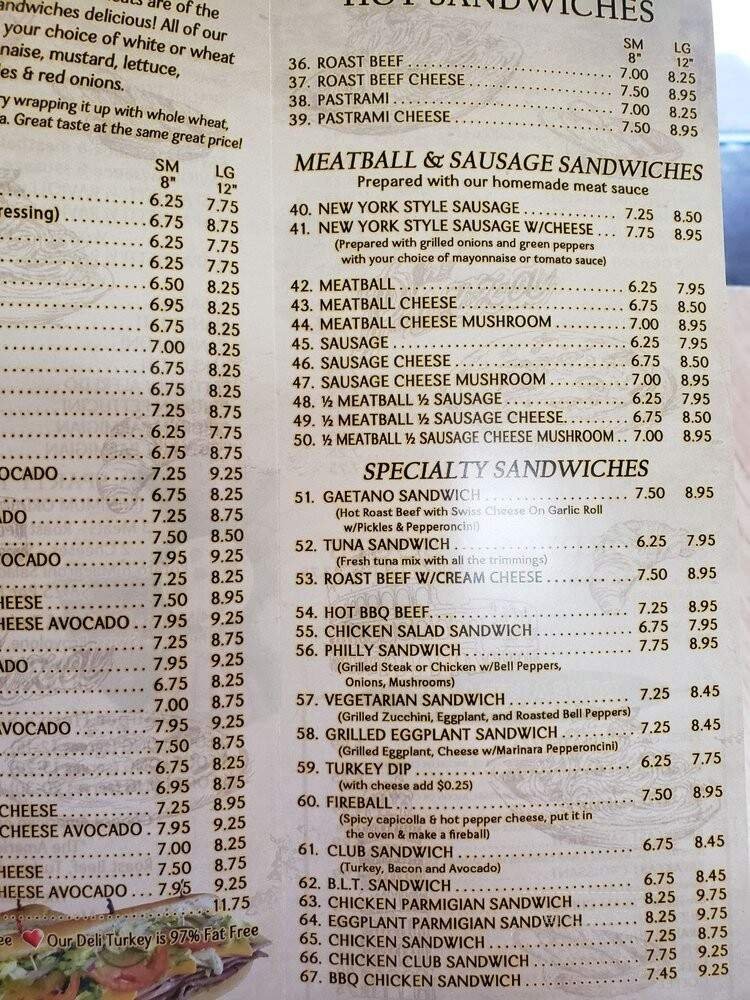 ats are of the
andwiches delicious! All of our
your choice of white or wheat
naise, mustard, lettuce,
les & red onions.
ry wrapping it up with whole wheat,
a. Great taste at the same great price!
SM LG
8" 12"
6.25 7.75
ressing) 6.75 8.75
6.25 7.75
6.25 7.75
6.50 8.25
6.95 8.25
6.75 8.25
7.00 8.25
6.75 8.25
6.75 8.25
7.25 8.75
6.25 7.75
6.75 8.75
OCADO 7.25 9.25
6.75 8.25
ADO 7.25 8.75
7.50 8.50
VOCADO 7.95 9.25
7.25 8.25
HEESE 7.50 8.95
HEESE AVOCADO .. 7.95 9.25
7.25 8.75
ADO 7.95 9.25
6.75 8.25
7.00 8.75
AVOCADO 7.95 9.25
7.50 8.75
6.75 8.25
6.95 8.75
CHEESE 7.25 8.95
CHEESE AVOCADO . 7.95 9.25
7.00 8.25
HEESE 7.50 8.75
HEESE AVOCADO ... 7.95 9.25
11.75
ee ❤ Our Deli Turkey is 97% Fat Free
HOT SANDWICHES
SM LG
8" 12"
36. ROAST BEEF 7.00 8.25
37. ROAST BEEF CHEESE 7.50 8.95
38. PASTRAMI 7.00 8.25
39. PASTRAMI CHEESE 7.50 8.95
MEATBALL & SAUSAGE SANDWICHES
Prepared with our homemade meat sauce
40. NEW YORK STYLE SAUSAGE 7.25 8.50
41. NEW YORK STYLE SAUSAGE W/CHEESE ... 7.75 8.95
(Prepared with grilled onions and green peppers
with your choice of mayonnaise or tomato sauce)
42. MEATBALL 6.25 7.95
43. MEATBALL CHEESE 6.75 8.50
44. MEATBALL CHEESE MUSHROOM 7.00 8.95
45. SAUSAGE 6.25 7.95
46. SAUSAGE CHEESE 6.75 8.50
47. SAUSAGE CHEESE MUSHROOM 7.00 8.95
48. ½ MEATBALL ½ SAUSAGE 6.25 7.95
49. ½ MEATBALL ½ SAUSAGE CHEESE 6.75 8.50
50. ½ MEATBALL ½ SAUSAGE CHEESE MUSHROOM .. 7.00 8.95
SPECIALTY SANDWICHES
51. GAETANO SANDWICH 7.50 8.95
(Hot Roast Beef with Swiss Cheese On Garlic Roll
w/Pickles & Pepperoncini)
52. TUNA SANDWICH 6.25 7.95
(Fresh tuna mix with all the trimmings)
53. ROAST BEEF W/CREAM CHEESE 7.50 8.95
54. HOT BBQ BEEF 7.25 8.95
55. CHICKEN SALAD SANDWICH 6.75 7.95
56. PHILLY SANDWICH 7.75 8.95
(Grilled Steak or Chicken w/Bell Peppers,
Onions, Mushrooms)
57. VEGETARIAN SANDWICH 7.25 8.45
(Grilled Zucchini, Eggplant, and Roasted Bell Peppers)
58. GRILLED EGGPLANT SANDWICH 7.25 8.45
(Grilled Eggplant, Cheese w/Marinara Pepperoncini)
59. TURKEY DIP 6.25 7.75
(with cheese add $0.25)
60. FIREBALL 7.50 8.95
(Spicy capicolla & hot pepper cheese, put it in
the oven & make a fireball)
61. CLUB SANDWICH 6.75 8.45
(Turkey, Bacon and Avocado)
62. B.L.T. SANDWICH 6.75 8.45
63. CHICKEN PARMIGIAN SANDWICH 8.25 9.75
64. EGGPLANT PARMIGIAN SANDWICH 8.25 9.75
65. CHICKEN SANDWICH 7.25 8.75
66. CHICKEN CLUB SANDWICH 7.75 9.25
67. BBQ CHICKEN SANDWICH 7.45 9.25